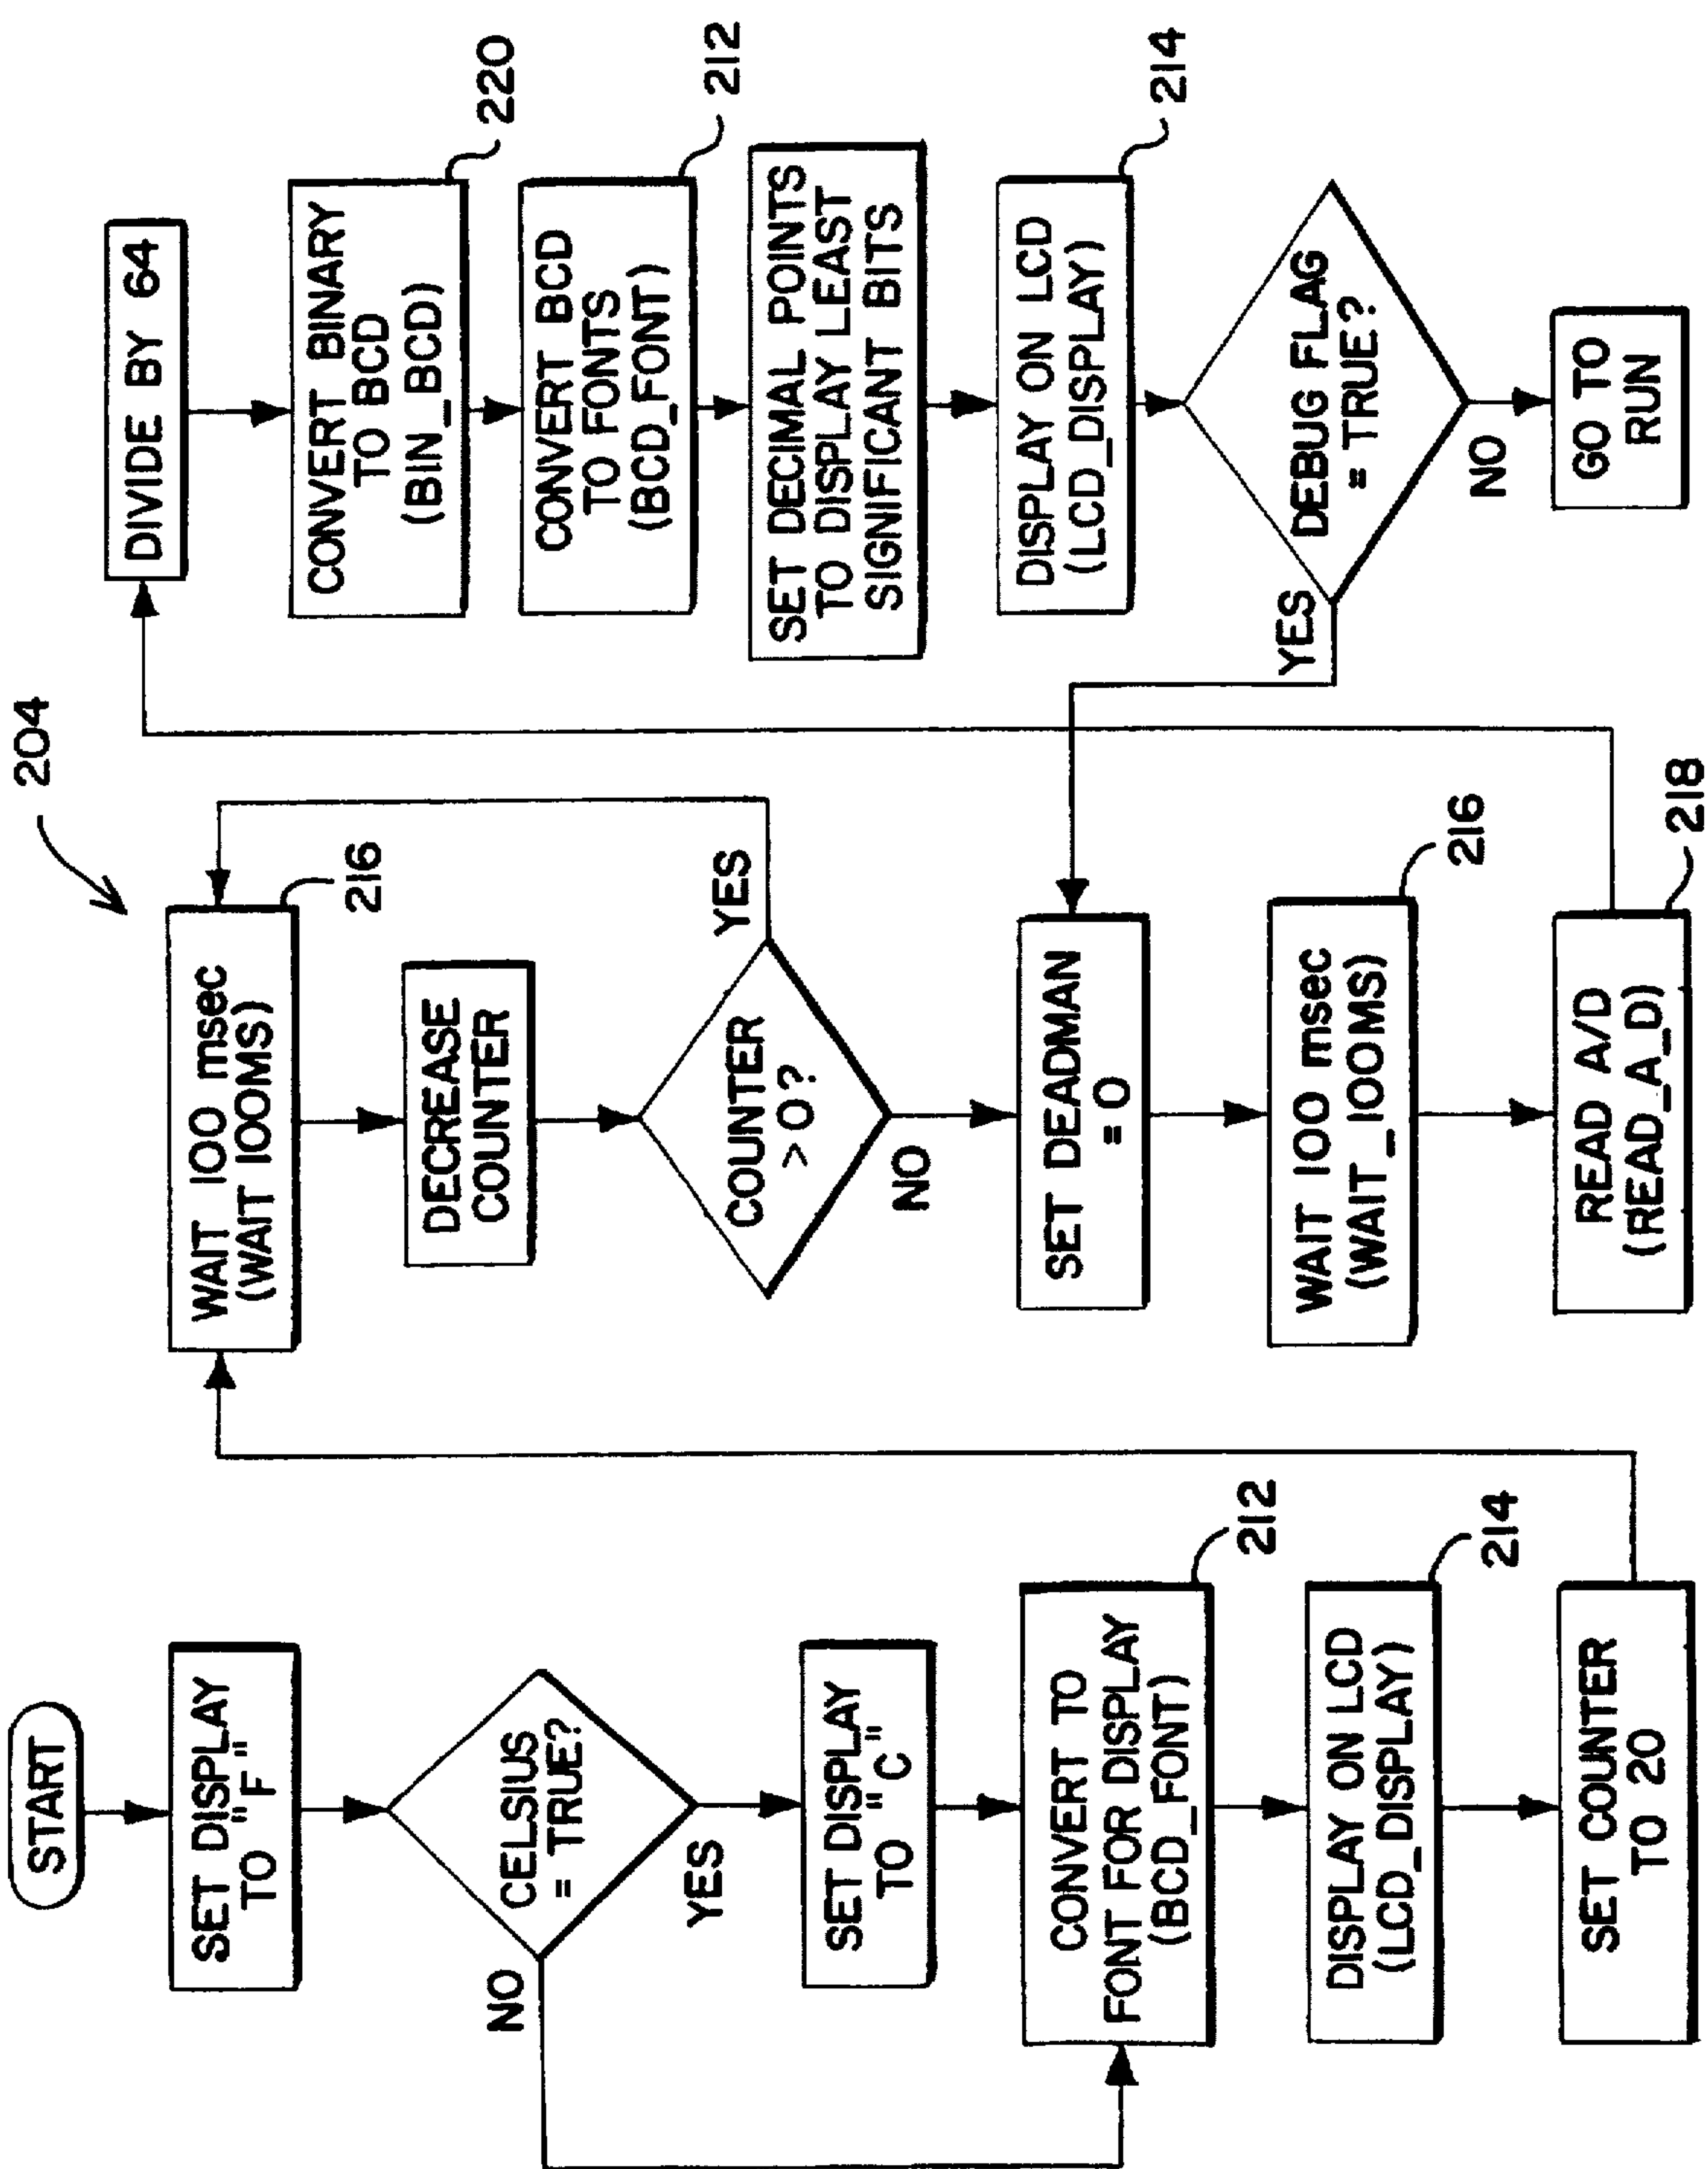 START
SET DISPLAY
TO "F"
CELSIUS
= TRUE?
NO
YES
SET DISPLAY
TO "C"
CONVERT TO
FONT FOR DISPLAY
(BCD_FONT)
212
DISPLAY ON LCD
(LCD_DISPLAY)
214
SET COUNTER
TO 20
204
WAIT 100 msec
(WAIT 100MS)
216
DECREASE
COUNTER
COUNTER
> 0?
YES
NO
SET DEADMAN
= 0
WAIT 100 msec
(WAIT_100MS)
216
READ A/D
(READ_A_D)
218
DIVIDE BY 64
CONVERT BINARY
TO BCD
(BIN_BCD)
220
CONVERT BCD
TO FONTS
(BCD_FONT)
212
SET DECIMAL POINTS
TO DISPLAY LEAST
SIGNIFICANT BITS
DISPLAY ON LCD
(LCD_DISPLAY)
214
DEBUG FLAG
= TRUE?
YES
NO
GO TO
RUN